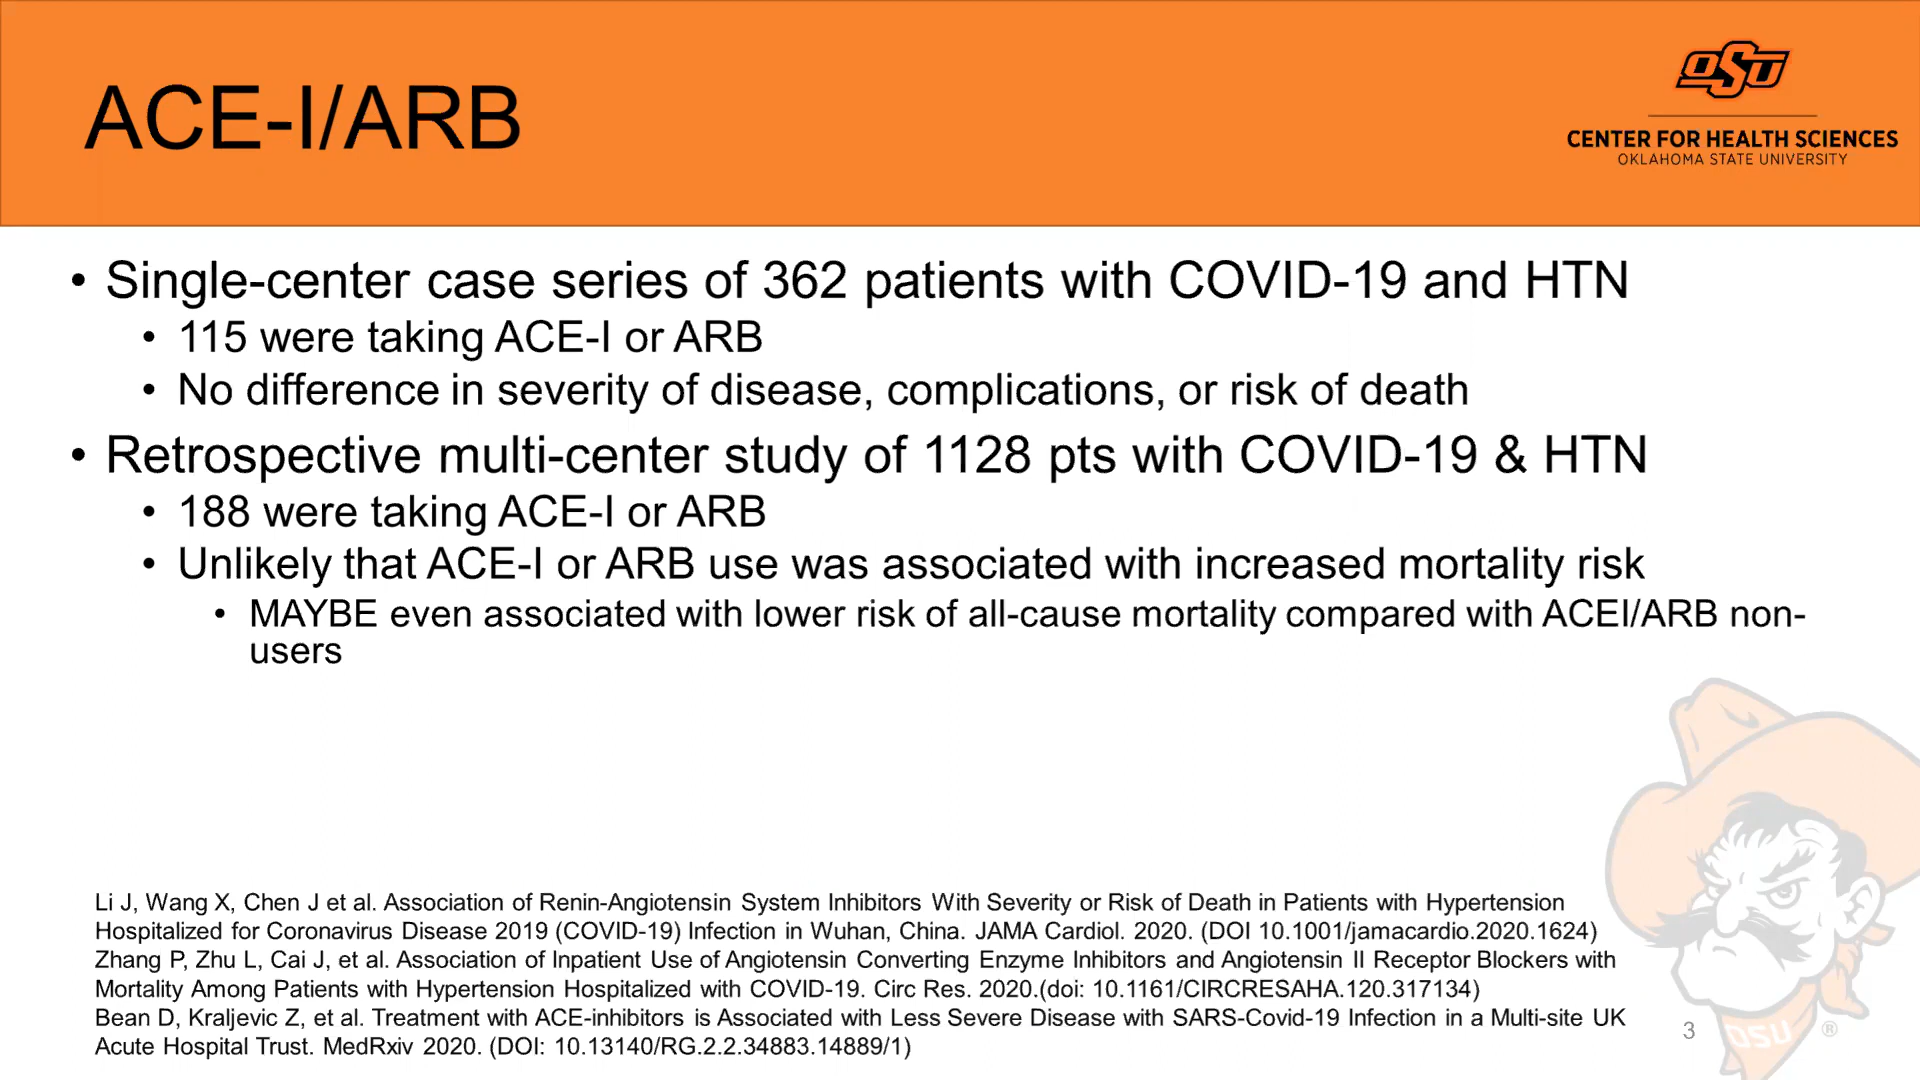 ACE-I/ARB
OSU
CENTER FOR HEALTH SCIENCES
OKLAHOMA STATE UNIVERSITY
• Single-center case series of 362 patients with COVID-19 and HTN
• 115 were taking ACE-I or ARB
• No difference in severity of disease, complications, or risk of death
• Retrospective multi-center study of 1128 pts with COVID-19 & HTN
• 188 were taking ACE-I or ARB
• Unlikely that ACE-I or ARB use was associated with increased mortality risk
• MAYBE even associated with lower risk of all-cause mortality compared with ACEI/ARB non-
users
Li J, Wang X, Chen J et al. Association of Renin-Angiotensin System Inhibitors With Severity or Risk of Death in Patients with Hypertension
Hospitalized for Coronavirus Disease 2019 (COVID-19) Infection in Wuhan, China. JAMA Cardiol. 2020. (DOI 10.1001/jamacardio.2020.1624)
Zhang P, Zhu L, Cai J, et al. Association of Inpatient Use of Angiotensin Converting Enzyme Inhibitors and Angiotensin II Receptor Blockers with
Mortality Among Patients with Hypertension Hospitalized with COVID-19. Circ Res. 2020.(doi: 10.1161/CIRCRESAHA.120.317134)
Bean D, Kraljevic Z, et al. Treatment with ACE-inhibitors is Associated with Less Severe Disease with SARS-Covid-19 Infection in a Multi-site UK
Acute Hospital Trust. MedRxiv 2020. (DOI: 10.13140/RG.2.2.34883.14889/1)
3
OSU ®